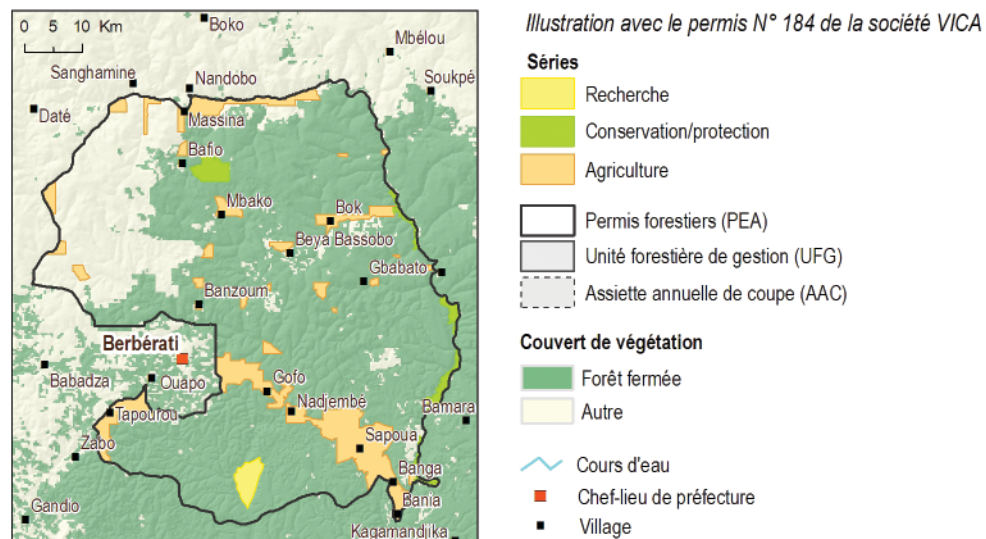 0 5 10 Km
Boko
Mbélou
Sanghamine
Nandobo
Soukpé
Daté
Massina
Bafio
Mbako
Bok
Beya Bassobo
Gbabato
Banzoum
Berbérati
Babadza
Ouapo
Gofo
Nadjembé
Tapourou
Bamara
Zabo
Sapoua
Banga
Bania
Gandio
Kagamandjika
Illustration avec le permis N° 184 de la société VICA
Séries
Recherche
Conservation/protection
Agriculture
Permis forestiers (PEA)
Unité forestière de gestion (UFG)
Assiette annuelle de coupe (AAC)
Couvert de végétation
Forêt fermée
Autre
Cours d'eau
Chef-lieu de préfecture
Village